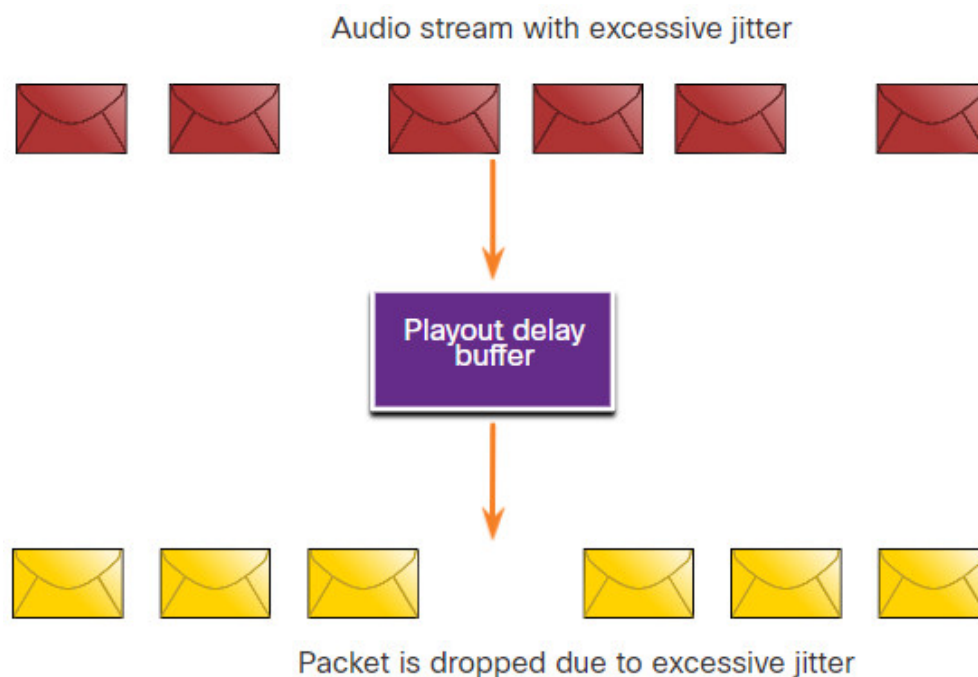 Audio stream with excessive jitter
Playout delay
buffer
Packet is dropped due to excessive jitter